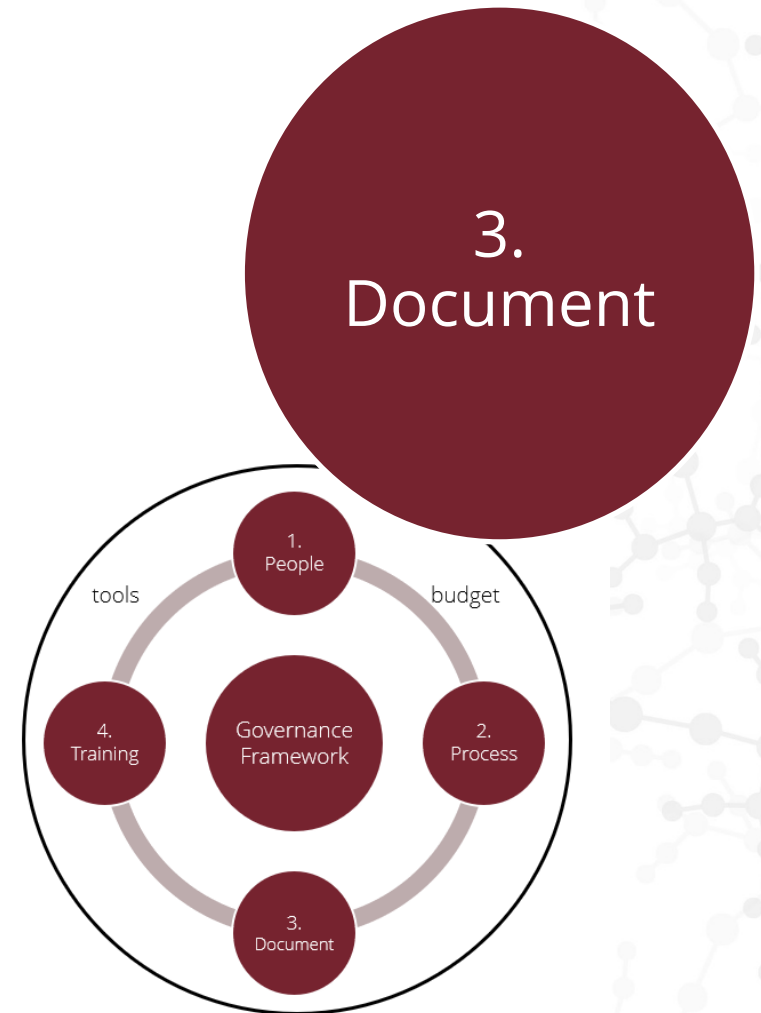 3.
Document
1.
People
tools
budget
4.
Training
Governance
Framework
2.
Process
3.
Document